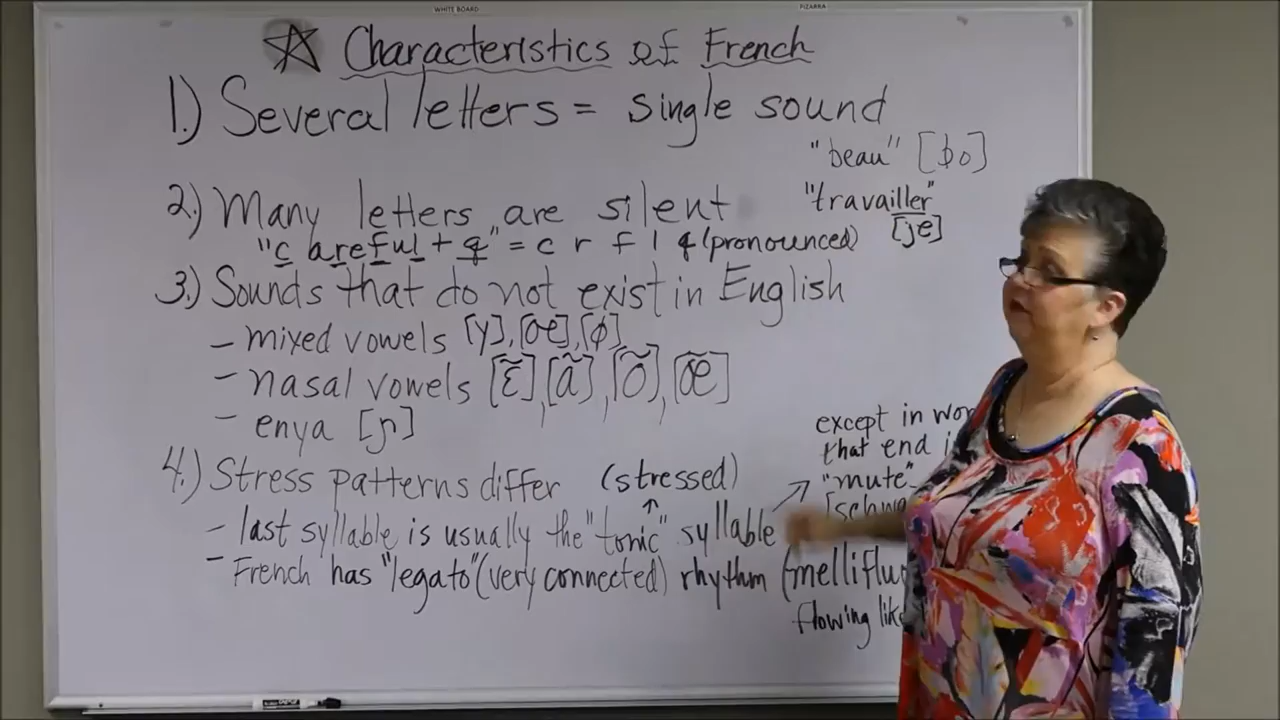 WHITE BOARD PIZARRA
☆ Characteristics of French
1.) Several letters = single sound
"beau" [bo]
2.) Many letters are silent
"travailler"
[je]
"c areful + q" = c r f l q (pronounced)
3.) Sounds that do not exist in English
- mixed vowels [y], [œ], [ø]
- nasal vowels [ɛ̃], [ɑ̃], [õ], [œ̃]
- enya [ɲ]
4.) Stress patterns differ (stressed)
↑
except in wor
that end i
"mute"
[schwa
- last syllable is usually the "tonic" syllable
- French has "legato" (very connected) rhythm (melliflu
flowing like